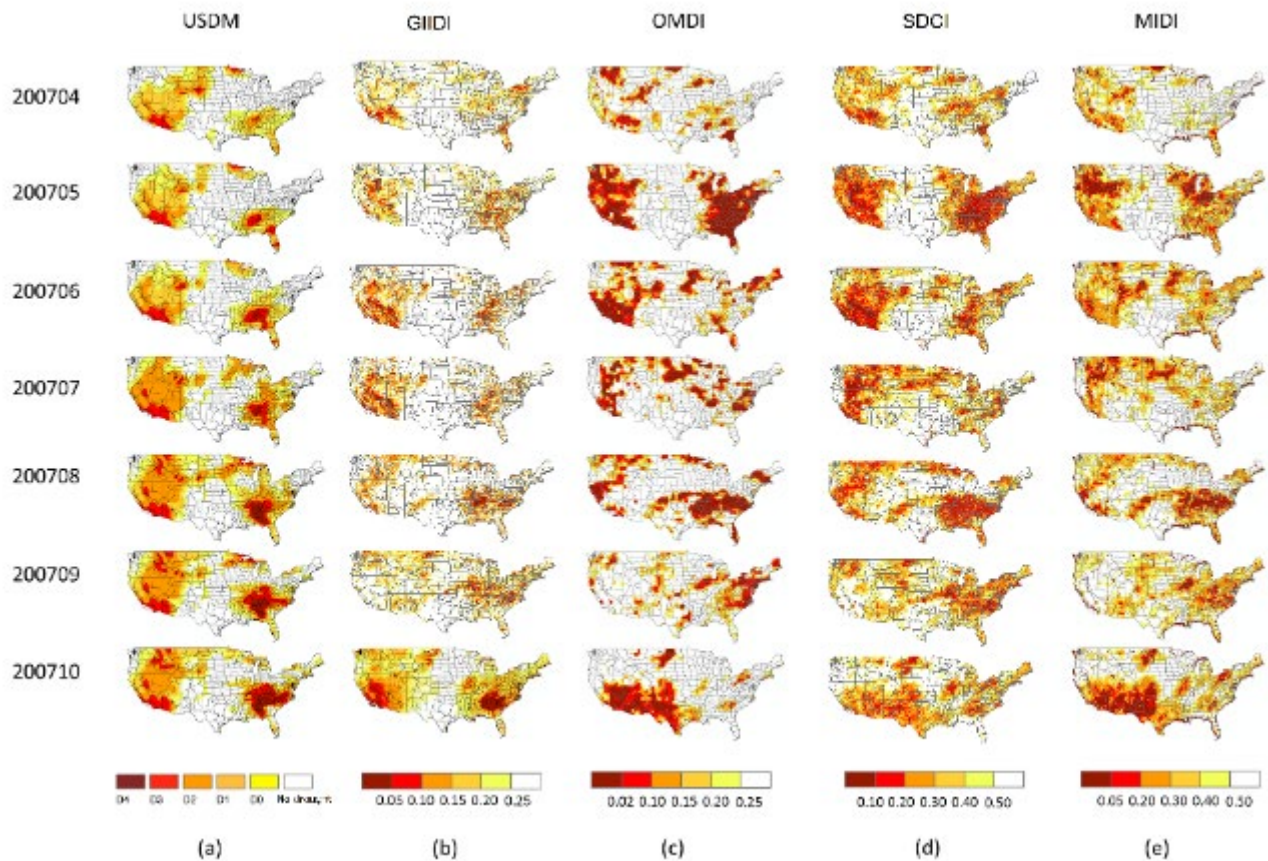 USDM GIIDI OMDI SDCI MIDI
200704
200705
200706
200707
200708
200709
200710
D4 D3 D2 D1 D0 No drought
0.05 0.10 0.15 0.20 0.25
0.02 0.10 0.15 0.20 0.25
0.10 0.20 0.30 0.40 0.50
0.05 0.20 0.30 0.40 0.50
(a) (b) (c) (d) (e)